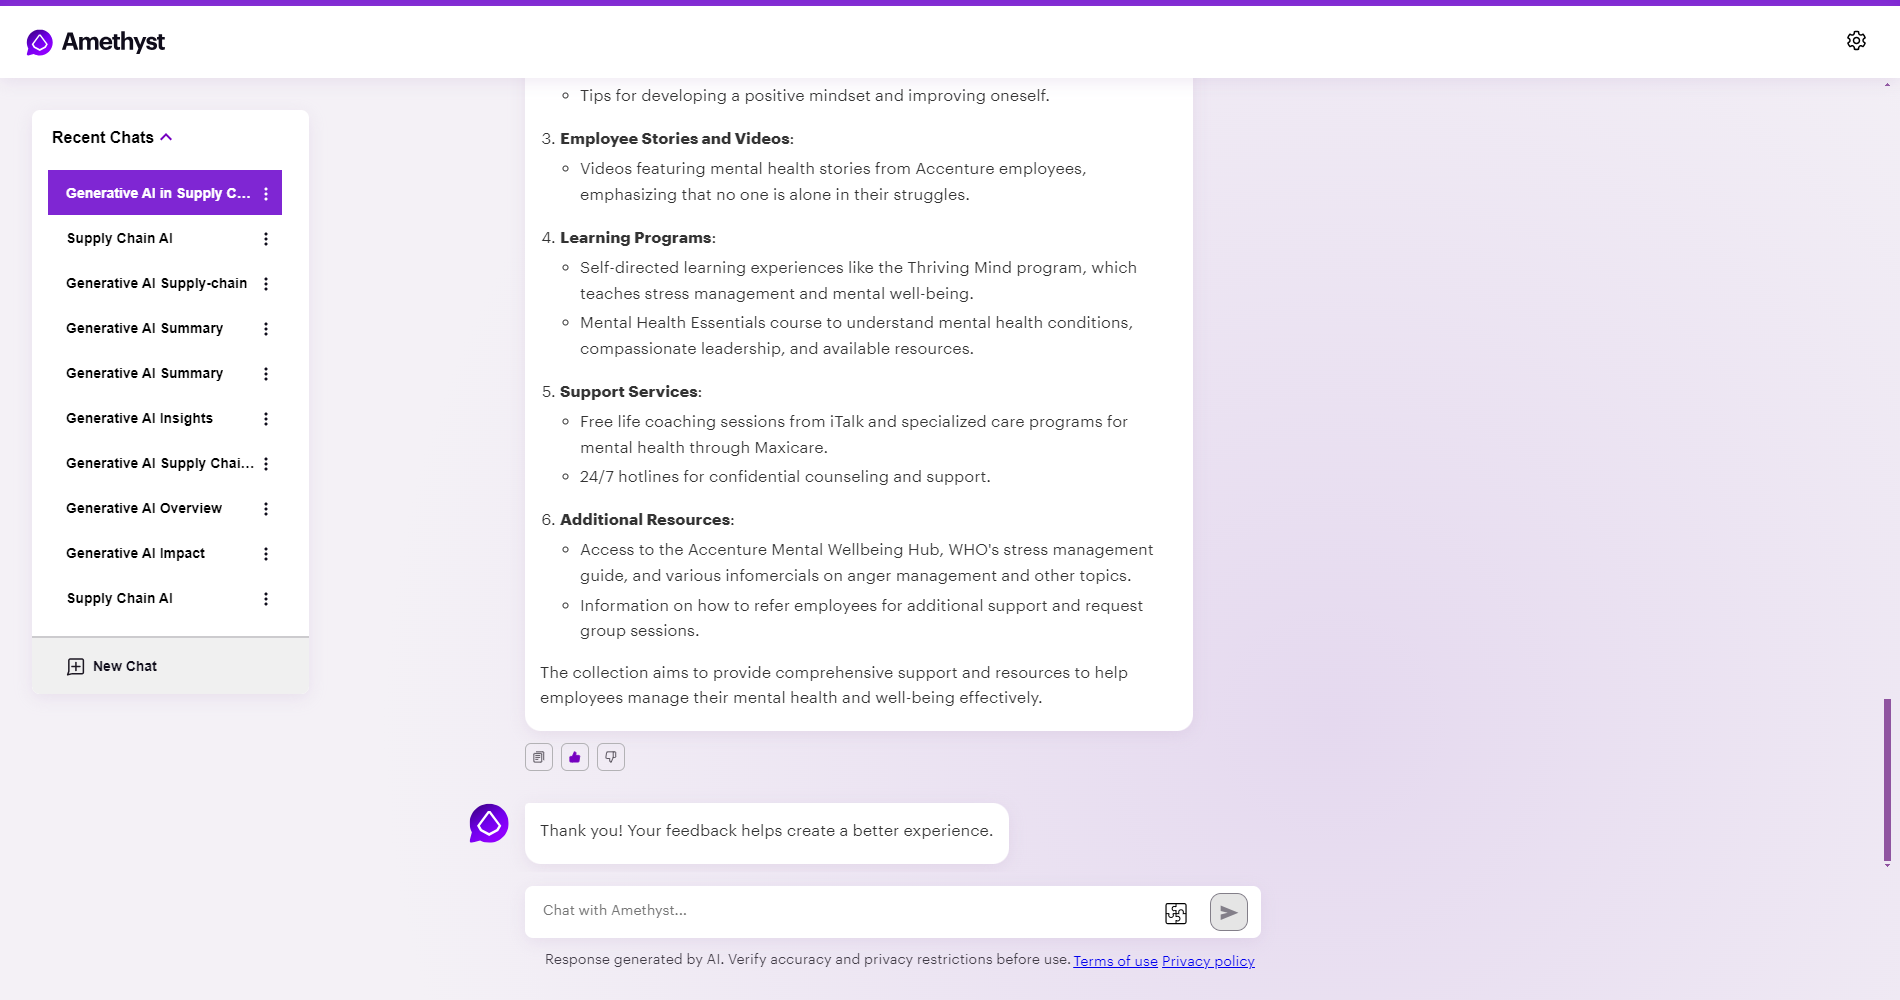 Amethyst
Recent Chats
Generative AI in Supply C...
Supply Chain AI
Generative AI Supply-chain
Generative AI Summary
Generative AI Summary
Generative AI Insights
Generative AI Supply Chai...
Generative AI Overview
Generative AI Impact
Supply Chain AI
New Chat
Tips for developing a positive mindset and improving oneself.
3. Employee Stories and Videos:
Videos featuring mental health stories from Accenture employees,
emphasizing that no one is alone in their struggles.
4. Learning Programs:
Self-directed learning experiences like the Thriving Mind program, which
teaches stress management and mental well-being.
Mental Health Essentials course to understand mental health conditions,
compassionate leadership, and available resources.
5. Support Services:
Free life coaching sessions from iTalk and specialized care programs for
mental health through Maxicare.
24/7 hotlines for confidential counseling and support.
6. Additional Resources:
Access to the Accenture Mental Wellbeing Hub, WHO's stress management
guide, and various infomercials on anger management and other topics.
Information on how to refer employees for additional support and request
group sessions.
The collection aims to provide comprehensive support and resources to help
employees manage their mental health and well-being effectively.
Thank you! Your feedback helps create a better experience.
Chat with Amethyst...
Response generated by AI. Verify accuracy and privacy restrictions before use. Terms of use Privacy policy